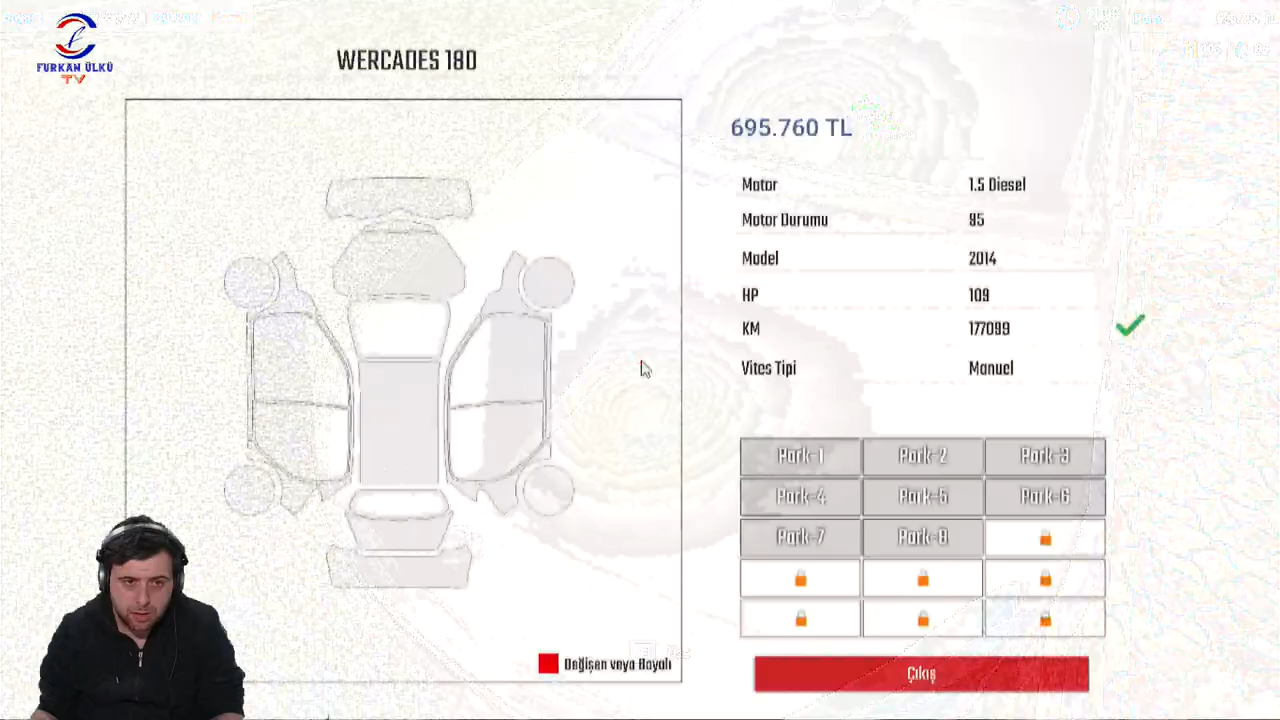 FURKAN ÜLKÜ
TV
WERCADES 180
695.760 TL
Motor 1.5 Diesel
Motor Durumu 95
Model 2014
HP 109
KM 177099
Vites Tipi Manuel
Park-1 Park-2 Park-3
Park-4 Park-5 Park-6
Park-7 Park-8
Değişen veya Boyalı
Çıkış